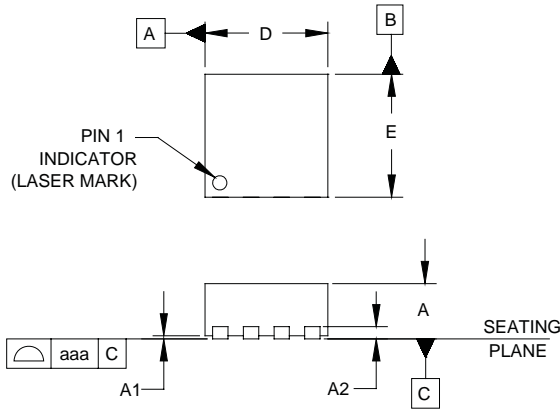 A
D
B
E
PIN 1
INDICATOR
(LASER MARK)
A
SEATING
PLANE
aaa C
A1
A2
C